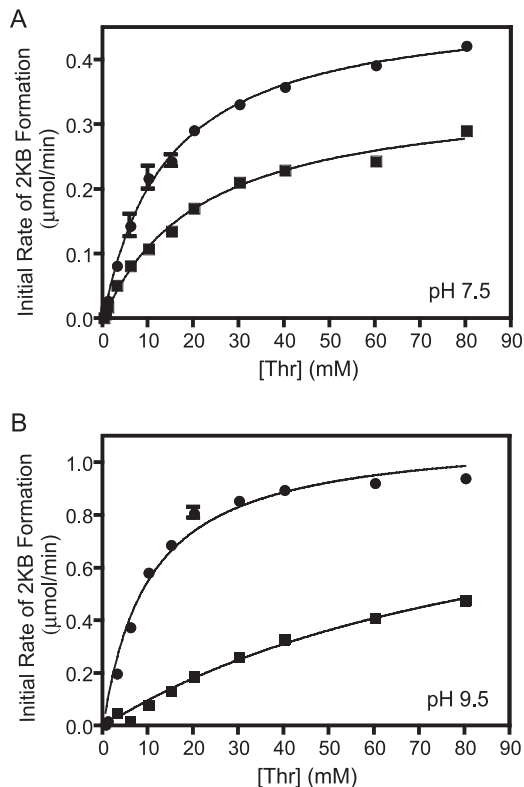 A
Initial Rate of 2KB Formation
(μmol/min)
0.4
0.3
0.2
0.1
0.0
pH 7.5
0 10 20 30 40 50 60 70 80 90
[Thr] (mM)
B
Initial Rate of 2KB Formation
(μmol/min)
1.0
0.8
0.6
0.4
0.2
0.0
pH 9.5
0 10 20 30 40 50 60 70 80 90
[Thr] (mM)